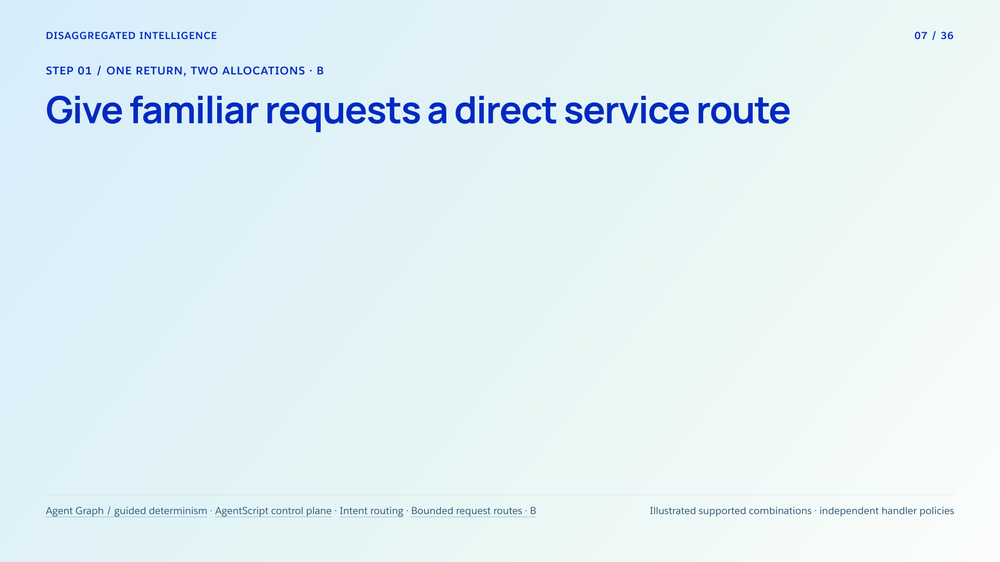 DISAGGREGATED INTELLIGENCE
07 / 36
STEP 01 / ONE RETURN, TWO ALLOCATIONS · B
Give familiar requests a direct service route
Agent Graph / guided determinism · AgentScript control plane · Intent routing · Bounded request routes · B
Illustrated supported combinations · independent handler policies